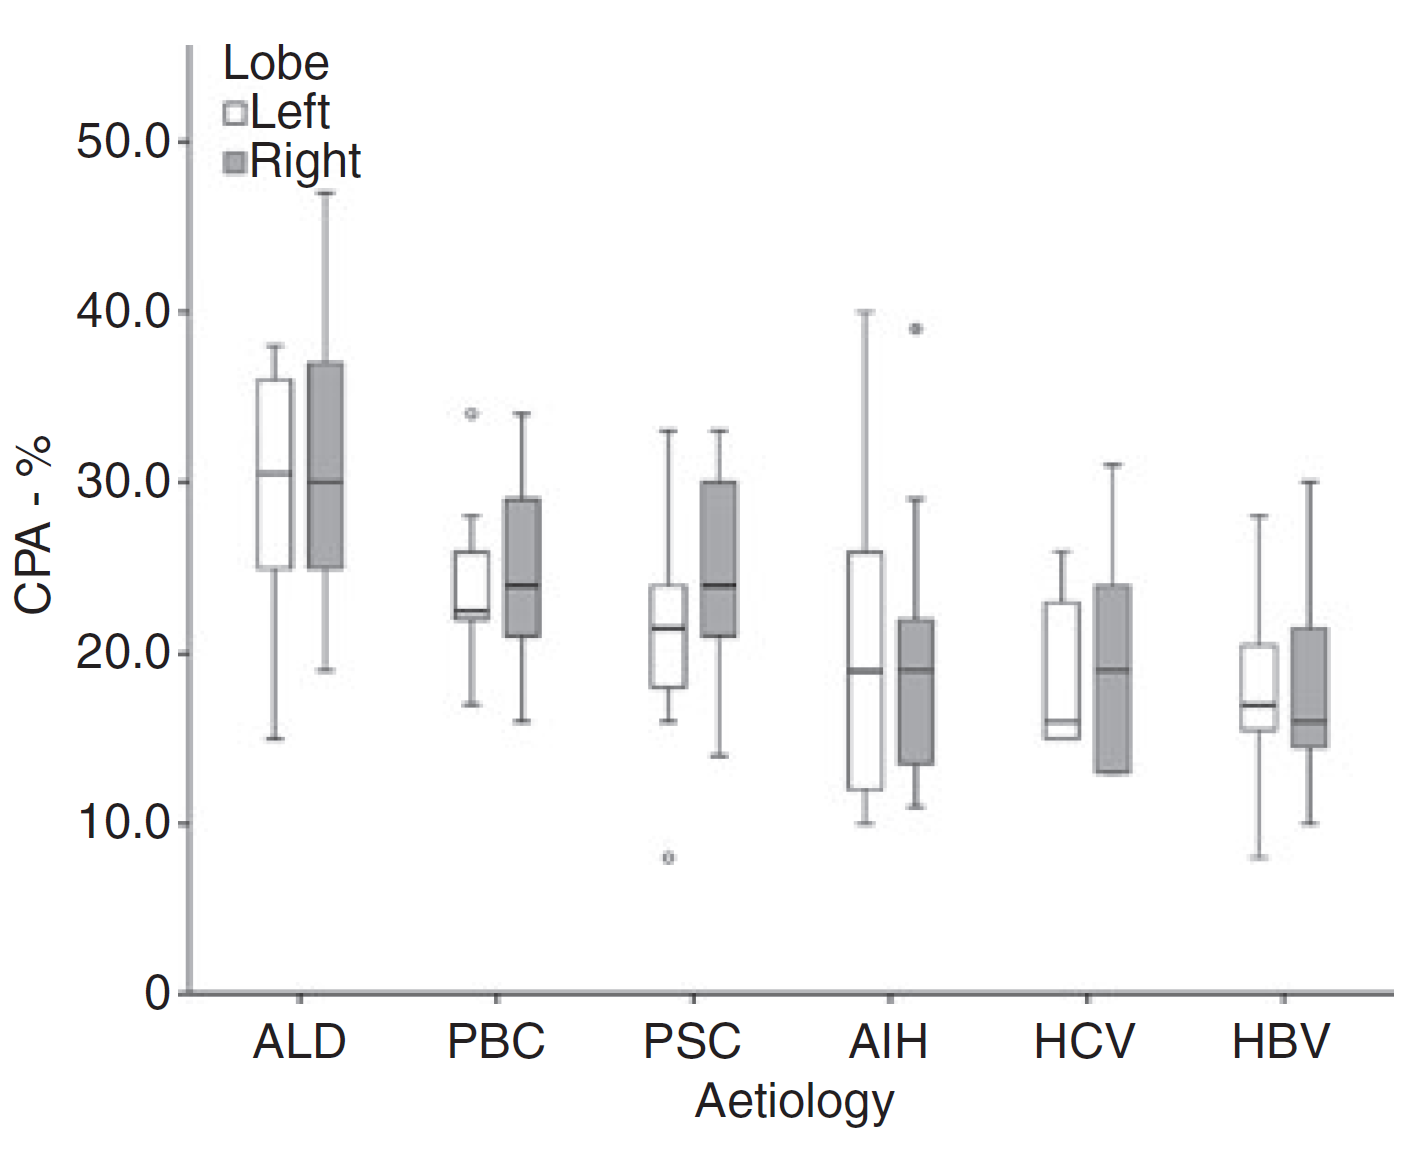 Lobe
Left
Right
50.0
40.0
30.0
20.0
10.0
0
CPA - %
ALD PBC PSC AIH HCV HBV
Aetiology